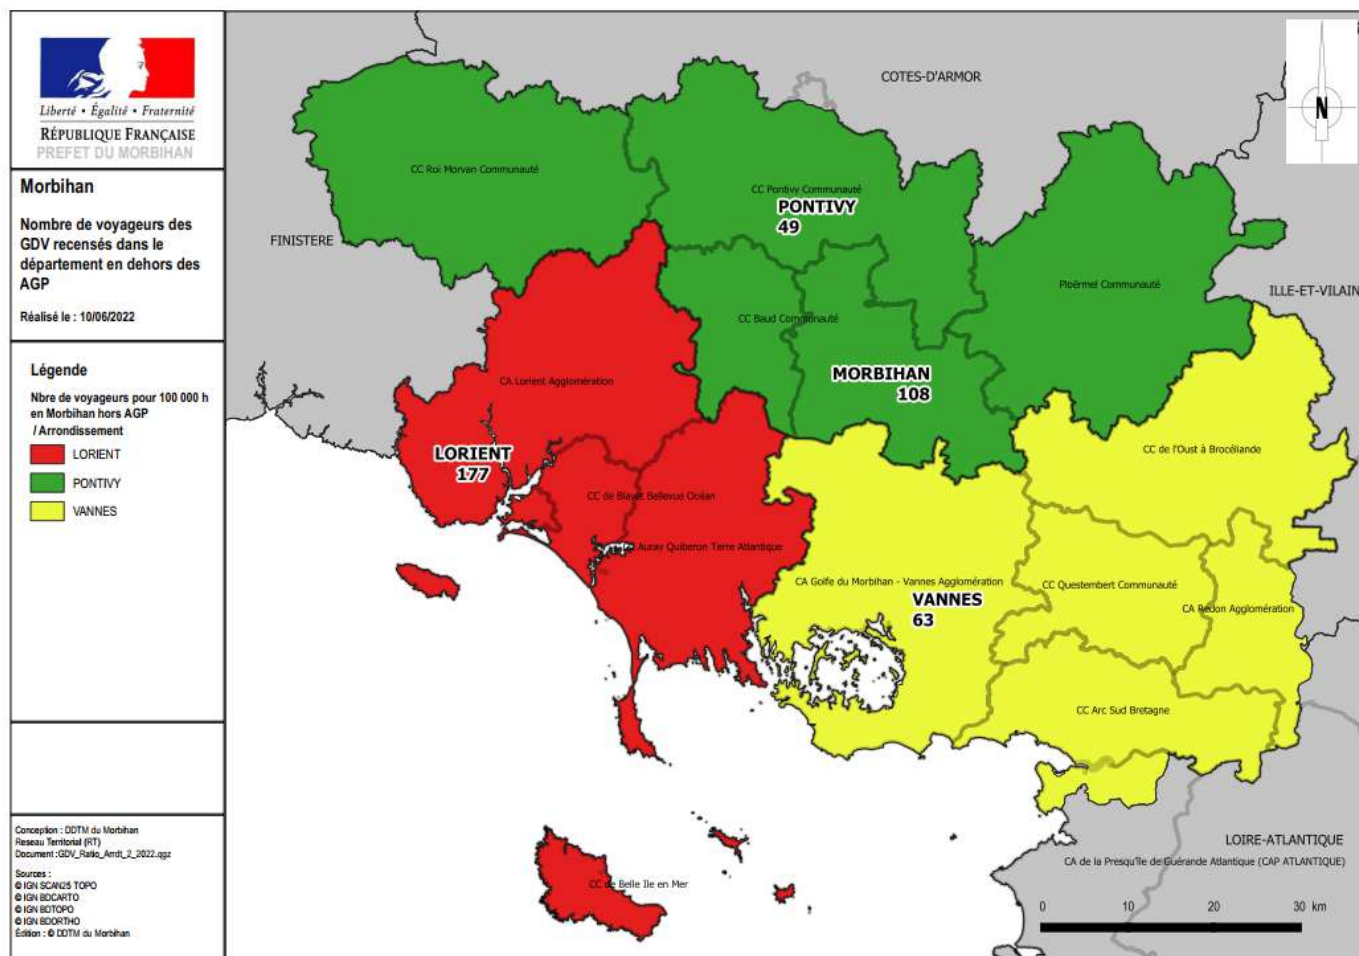 Liberté • Égalité • Fraternité
RÉPUBLIQUE FRANÇAISE
PREFET DU MORBIHAN
Morbihan
Nombre de voyageurs des
GDV recensés dans le
département en dehors des
AGP
Réalisé le : 10/06/2022
Légende
Nbre de voyageurs pour 100 000 h
en Morbihan hors AGP
/ Arrondissement
LORIENT
PONTIVY
VANNES
Conception : DDTM du Morbihan
Reseau Territorial (RT)
Document :GDV_Ratio_Arrdt_2_2022.qgz
Sources :
© IGN SCAN25 TOPO
© IGN BDCARTO
© IGN BDTOPO
© IGN BDORTHO
Édition : © DDTM du Morbihan
COTES-D'ARMOR
N
CC Roi Morvan Communauté
CC Pontivy Communauté
PONTIVY
49
FINISTERE
Ploërmel Communauté
ILLE-ET-VILAIN
CC Baud Communauté
MORBIHAN
108
CA Lorient Agglomération
LORIENT
177
CC de l'Oust à Brocéliande
CC de Blavet Bellevue Océan
Auray Quiberon Terre Atlantique
CA Golfe du Morbihan - Vannes Agglomération
VANNES
63
CC Questembert Communauté
CA Redon Agglomération
CC Arc Sud Bretagne
LOIRE-ATLANTIQUE
CA de la Presqu'île de Guérande Atlantique (CAP ATLANTIQUE)
CC de Belle Ile en Mer
0 10 20 30 km